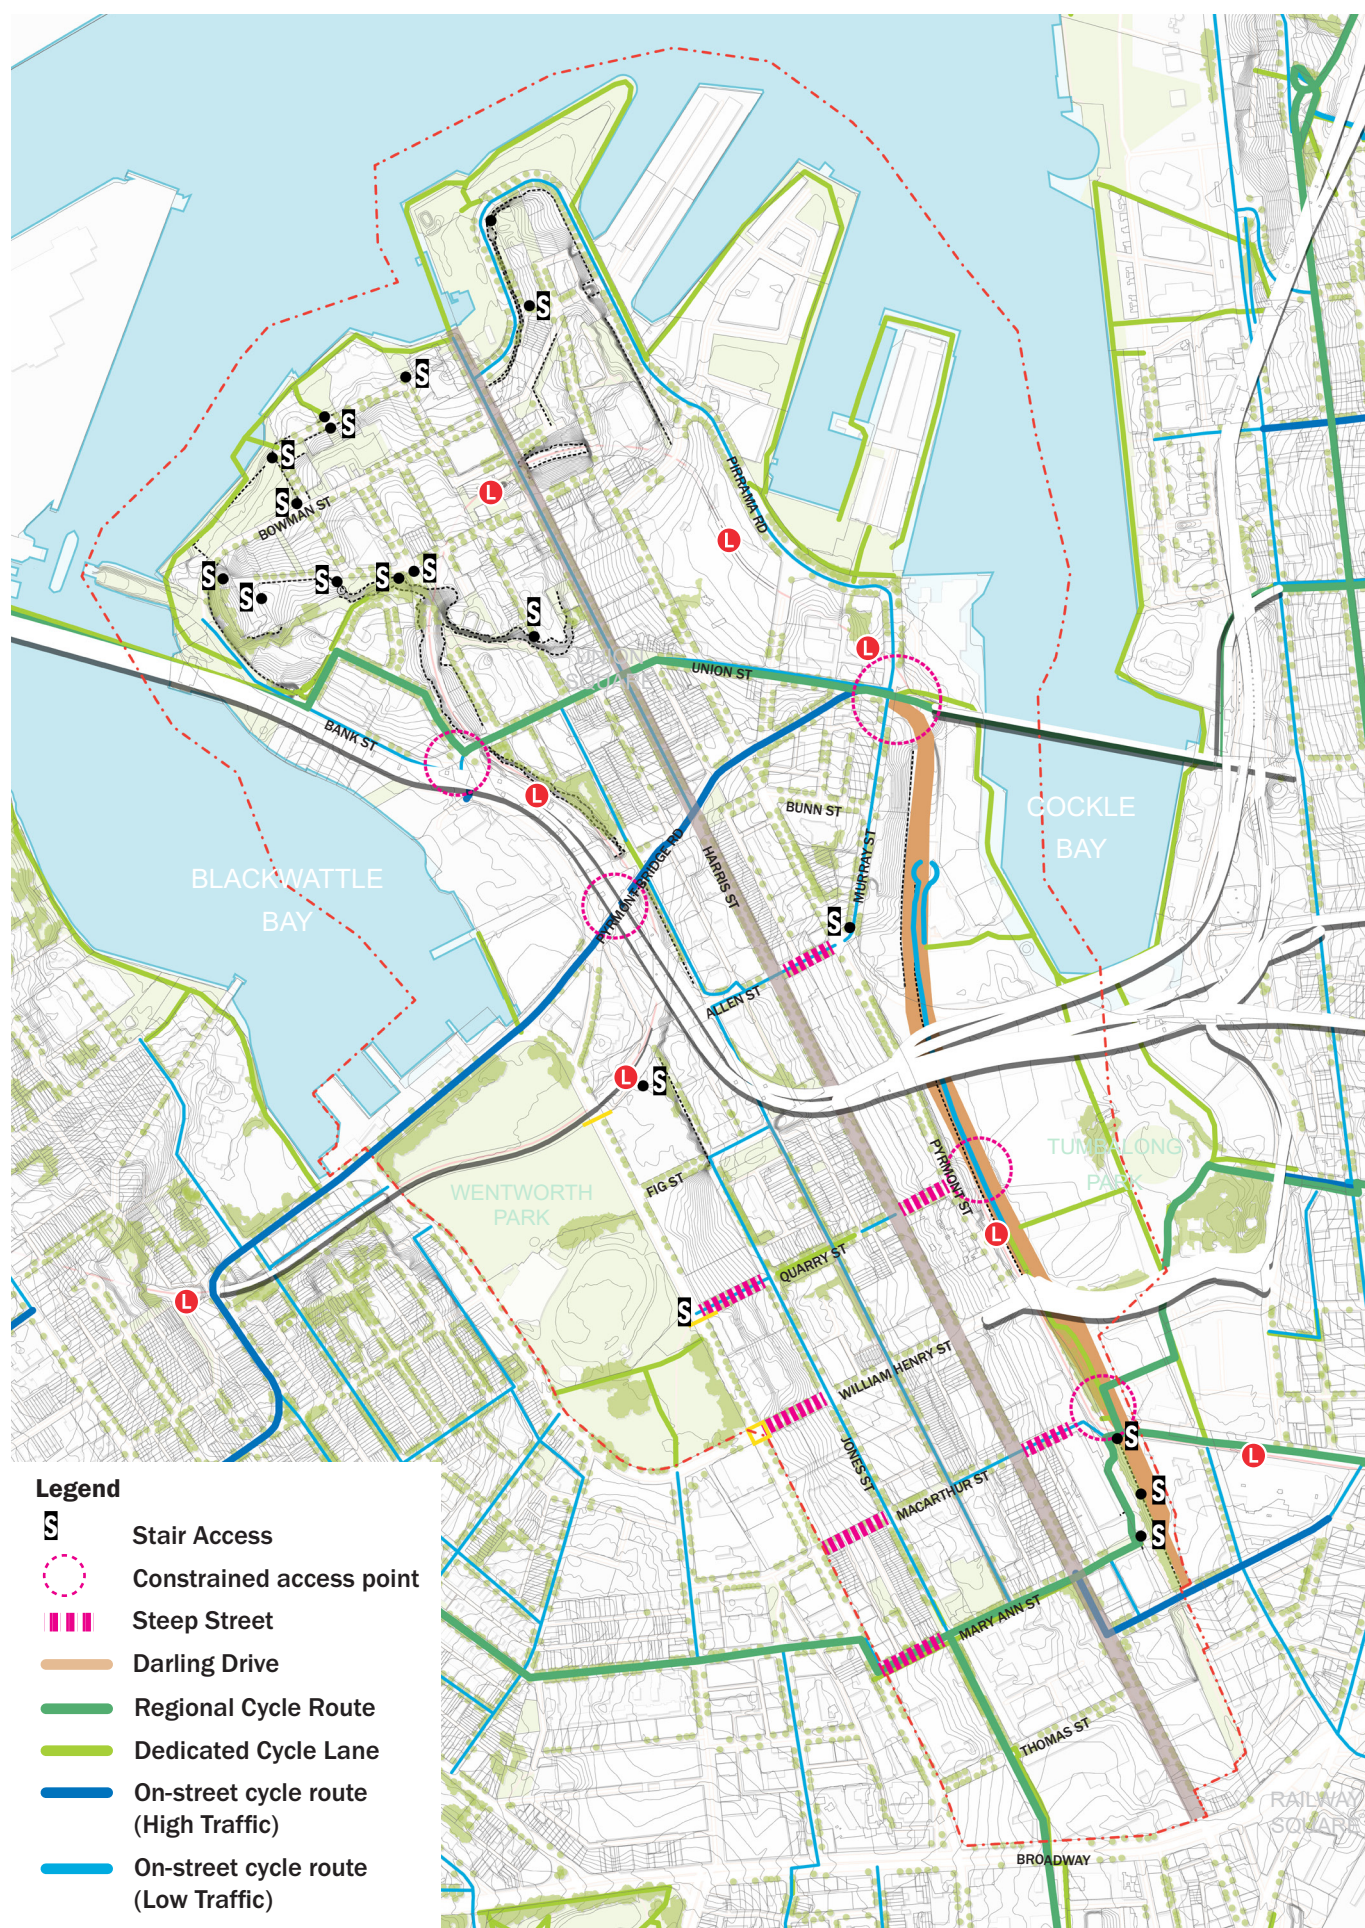 S
S
S
S
S
L
BOWMAN ST
PIRRAMA RD
L
S
S
S
S
S
S
L
UNION ST
SQUARE
BANK ST
L
BUNN ST
COCKLE
BAY
MURRAY ST
HARRIS ST
PYRMONT BRIDGE RD
BLACKWATTLE
BAY
S
ALLEN ST
L
S
PYRMONT ST
TUMBALONG
PARK
FIG ST
WENTWORTH
PARK
L
QUARRY ST
L
S
WILLIAM HENRY ST
JONES ST
S
L
MACARTHUR ST
S
S
MARY ANN ST
THOMAS ST
RAILWAY
SQUARE
BROADWAY
Legend
S
Stair Access
Constrained access point
Steep Street
Darling Drive
Regional Cycle Route
Dedicated Cycle Lane
On-street cycle route
(High Traffic)
On-street cycle route
(Low Traffic)